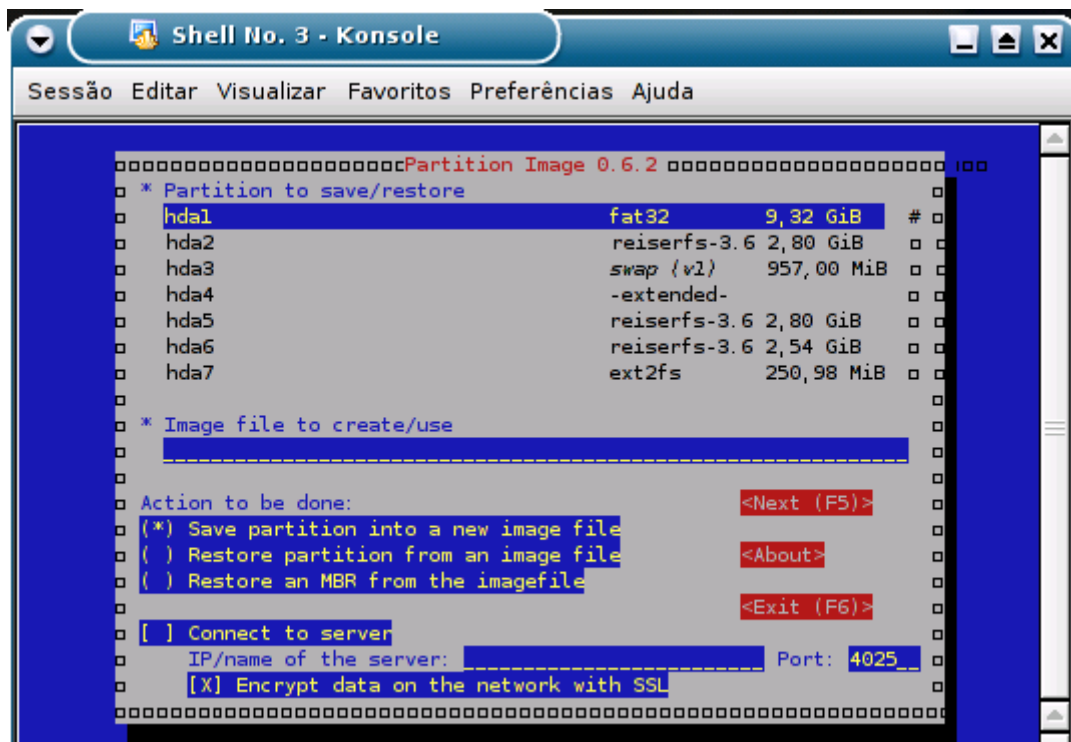 Shell No. 3 - Konsole
Sessão Editar Visualizar Favoritos Preferências Ajuda
Partition Image 0.6.2
* Partition to save/restore
hda1 fat32 9,32 GiB #
hda2 reiserfs-3.6 2,80 GiB
hda3 swap (v1) 957,00 MiB
hda4 -extended-
hda5 reiserfs-3.6 2,80 GiB
hda6 reiserfs-3.6 2,54 GiB
hda7 ext2fs 250,98 MiB
* Image file to create/use
Action to be done: <Next (F5)>
(*) Save partition into a new image file
( ) Restore partition from an image file <About>
( ) Restore an MBR from the imagefile
<Exit (F6)>
[ ] Connect to server
IP/name of the server: Port: 4025__
[X] Encrypt data on the network with SSL